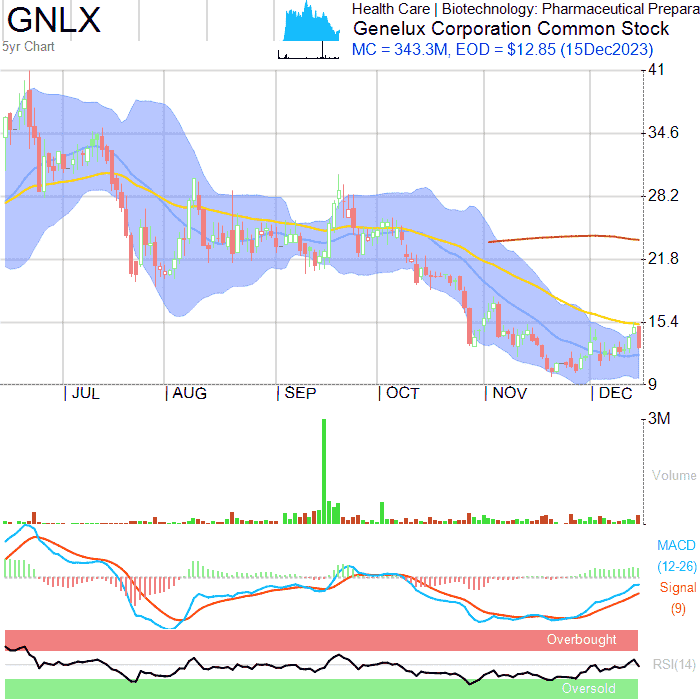 GNLX
5yr Chart
Health Care | Biotechnology: Pharmaceutical Prepara
Genelux Corporation Common Stock
MC = 343.3M, EOD = $12.85 (15Dec2023)
41
34.6
28.2
21.8
15.4
9
| JUL | AUG | SEP | OCT | NOV | DEC
3M
Volume
MACD
(12-26)
Signal
(9)
Overbought
RSI(14)
Oversold